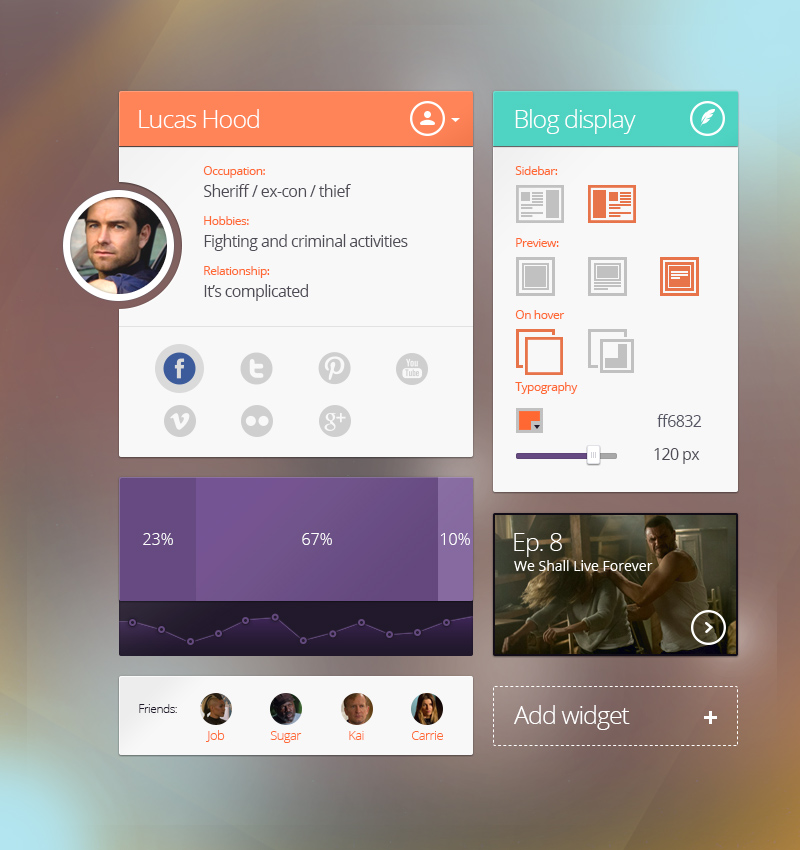 Lucas Hood
Occupation:
Sheriff / ex-con / thief
Hobbies:
Fighting and criminal activities
Relationship:
It's complicated
f
t
P
You
Tube
v
g+
23%
67%
10%
Friends:
Job
Sugar
Kai
Carrie
Blog display
Sidebar:
Preview:
On hover
Typography
ff6832
120 px
Ep. 8
We Shall Live Forever
Add widget
+